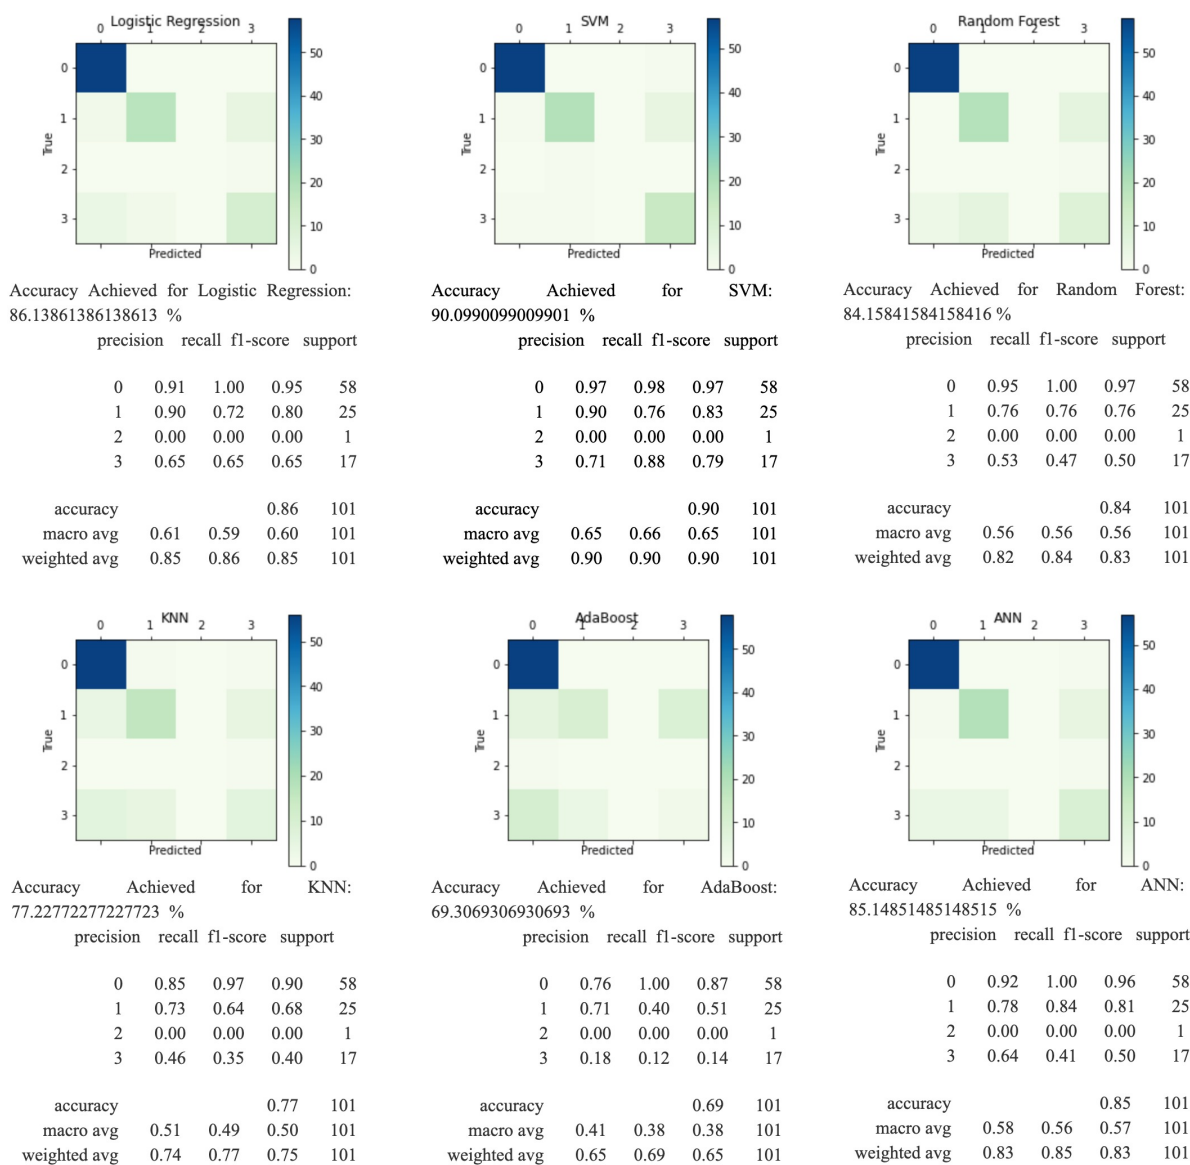 Logistic Regression
0 1 2 3
0
1
2
3
True
Predicted
50
40
30
20
10
0
Accuracy Achieved for Logistic Regression:
86.13861386138613 %
precision recall f1-score support
0 0.91 1.00 0.95 58
1 0.90 0.72 0.80 25
2 0.00 0.00 0.00 1
3 0.65 0.65 0.65 17
accuracy 0.86 101
macro avg 0.61 0.59 0.60 101
weighted avg 0.85 0.86 0.85 101
SVM
0 1 2 3
0
1
2
3
True
Predicted
50
40
30
20
10
0
Accuracy Achieved for SVM:
90.0990099009901 %
precision recall f1-score support
0 0.97 0.98 0.97 58
1 0.90 0.76 0.83 25
2 0.00 0.00 0.00 1
3 0.71 0.88 0.79 17
accuracy 0.90 101
macro avg 0.65 0.66 0.65 101
weighted avg 0.90 0.90 0.90 101
Random Forest
0 1 2 3
0
1
2
3
True
Predicted
50
40
30
20
10
0
Accuracy Achieved for Random Forest:
84.15841584158416 %
precision recall f1-score support
0 0.95 1.00 0.97 58
1 0.76 0.76 0.76 25
2 0.00 0.00 0.00 1
3 0.53 0.47 0.50 17
accuracy 0.84 101
macro avg 0.56 0.56 0.56 101
weighted avg 0.82 0.84 0.83 101
KNN
0 1 2 3
0
1
2
3
True
Predicted
50
40
30
20
10
0
Accuracy Achieved for KNN:
77.22772277227723 %
precision recall f1-score support
0 0.85 0.97 0.90 58
1 0.73 0.64 0.68 25
2 0.00 0.00 0.00 1
3 0.46 0.35 0.40 17
accuracy 0.77 101
macro avg 0.51 0.49 0.50 101
weighted avg 0.74 0.77 0.75 101
AdaBoost
0 1 2 3
0
1
2
3
True
Predicted
50
40
30
20
10
0
Accuracy Achieved for AdaBoost:
69.3069306930693 %
precision recall f1-score support
0 0.76 1.00 0.87 58
1 0.71 0.40 0.51 25
2 0.00 0.00 0.00 1
3 0.18 0.12 0.14 17
accuracy 0.69 101
macro avg 0.41 0.38 0.38 101
weighted avg 0.65 0.69 0.65 101
ANN
0 1 2 3
0
1
2
3
True
Predicted
50
40
30
20
10
0
Accuracy Achieved for ANN:
85.14851485148515 %
precision recall f1-score support
0 0.92 1.00 0.96 58
1 0.78 0.84 0.81 25
2 0.00 0.00 0.00 1
3 0.64 0.41 0.50 17
accuracy 0.85 101
macro avg 0.58 0.56 0.57 101
weighted avg 0.83 0.85 0.83 101